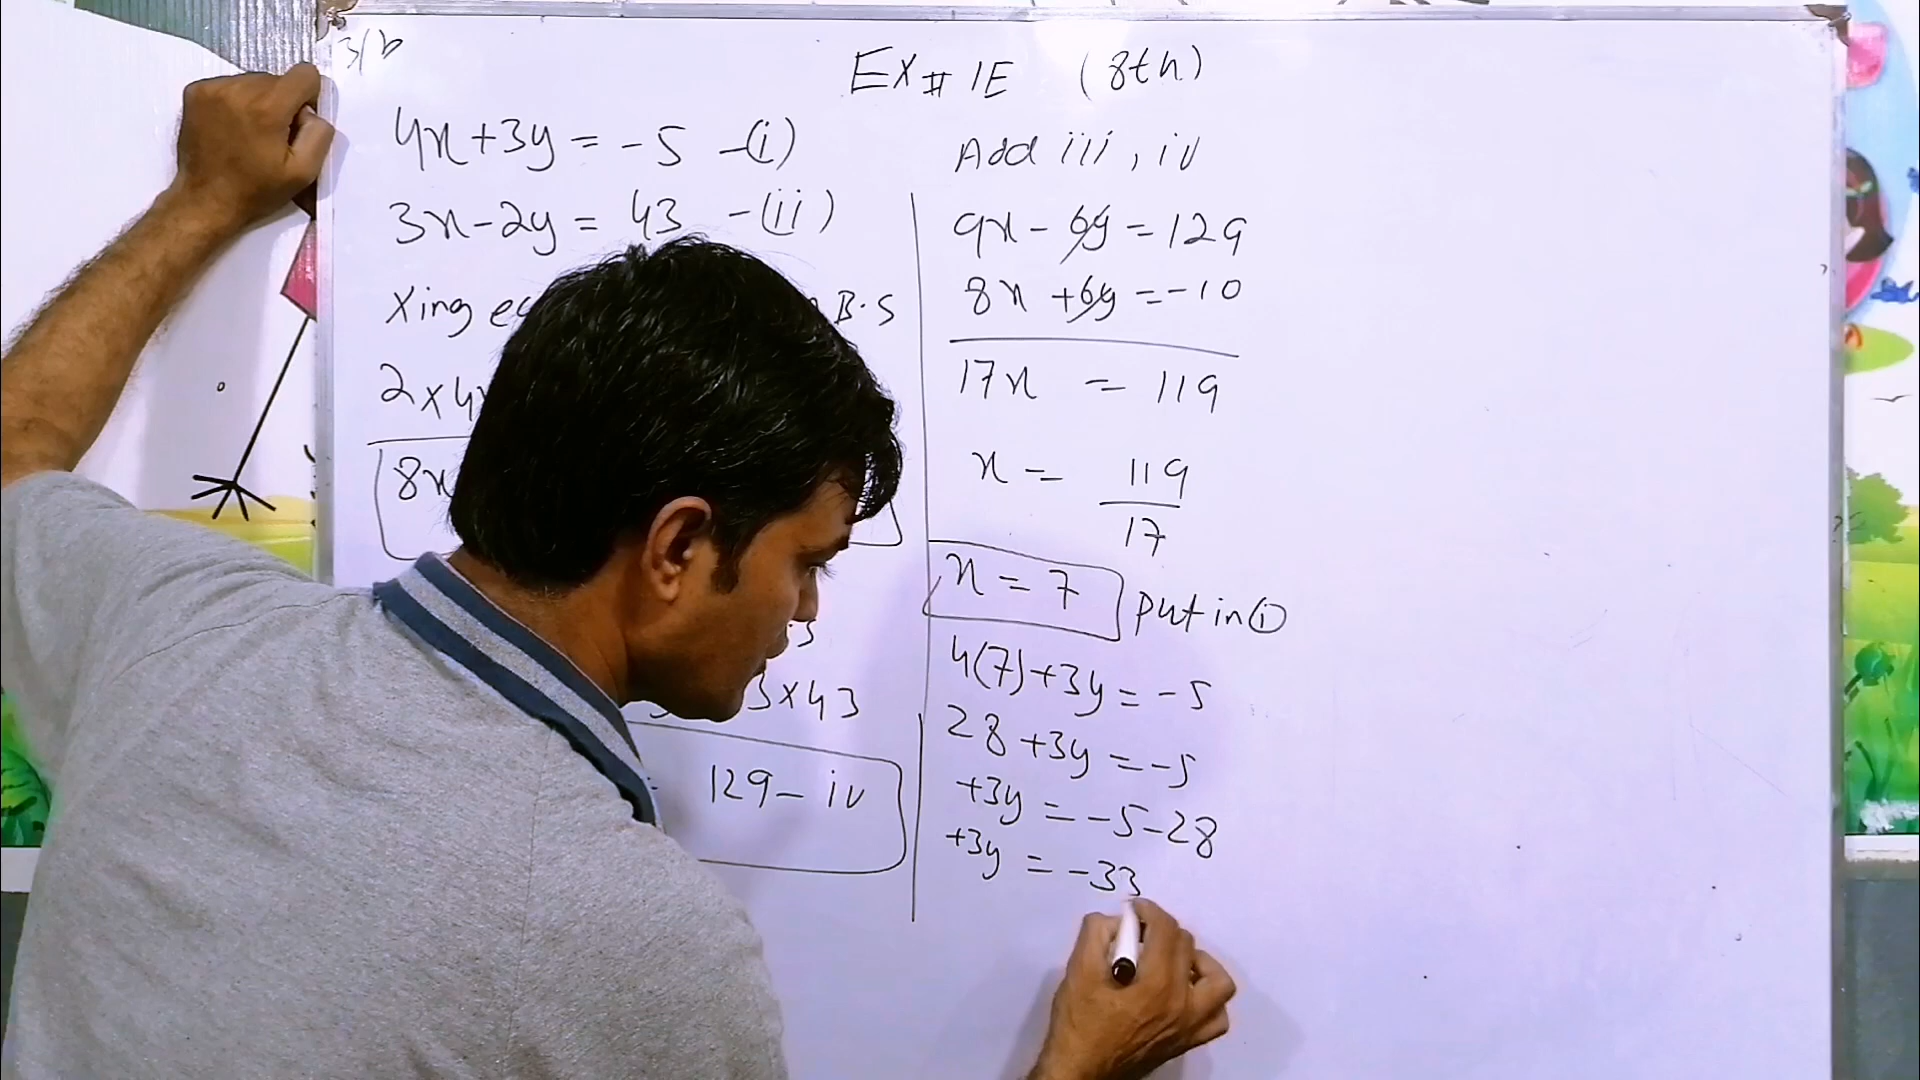 3/b
Ex # 1E (8th)
4x+3y = -5 -(i)
3x-2y = 43 -(ii)
Xing B.S
2x4
8x
3x43
129- iv
Add iii, iv
9x - 6y = 129
8x +6y = -10
17x = 119
x = 119
17
x = 7 put in (i)
4(7)+3y = -5
28 +3y = -5
+3y = -5-28
+3y = -33